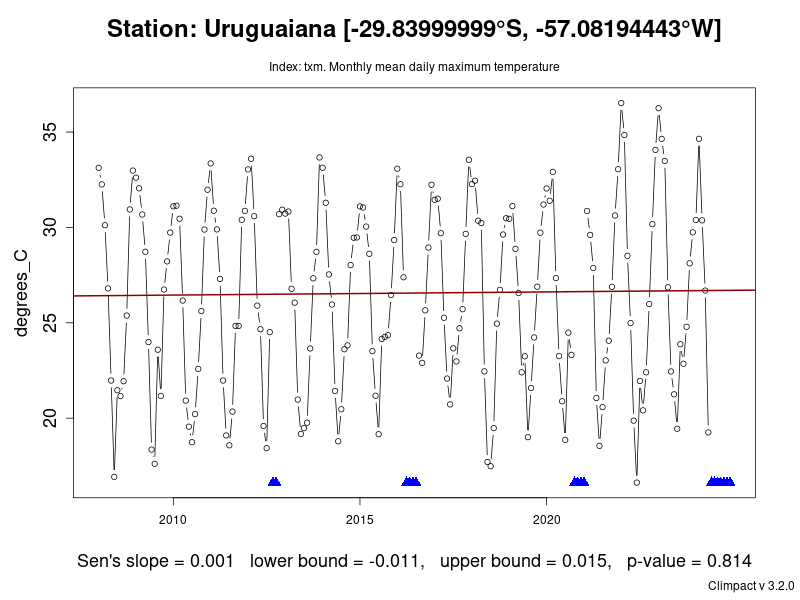 Station: Uruguaiana [-29.83999999°S, -57.08194443°W]
Index: txm. Monthly mean daily maximum temperature
degrees_C
35
30
25
20
2010
2015
2020
Sen's slope = 0.001 lower bound = -0.011, upper bound = 0.015, p-value = 0.814
Climpact v 3.2.0